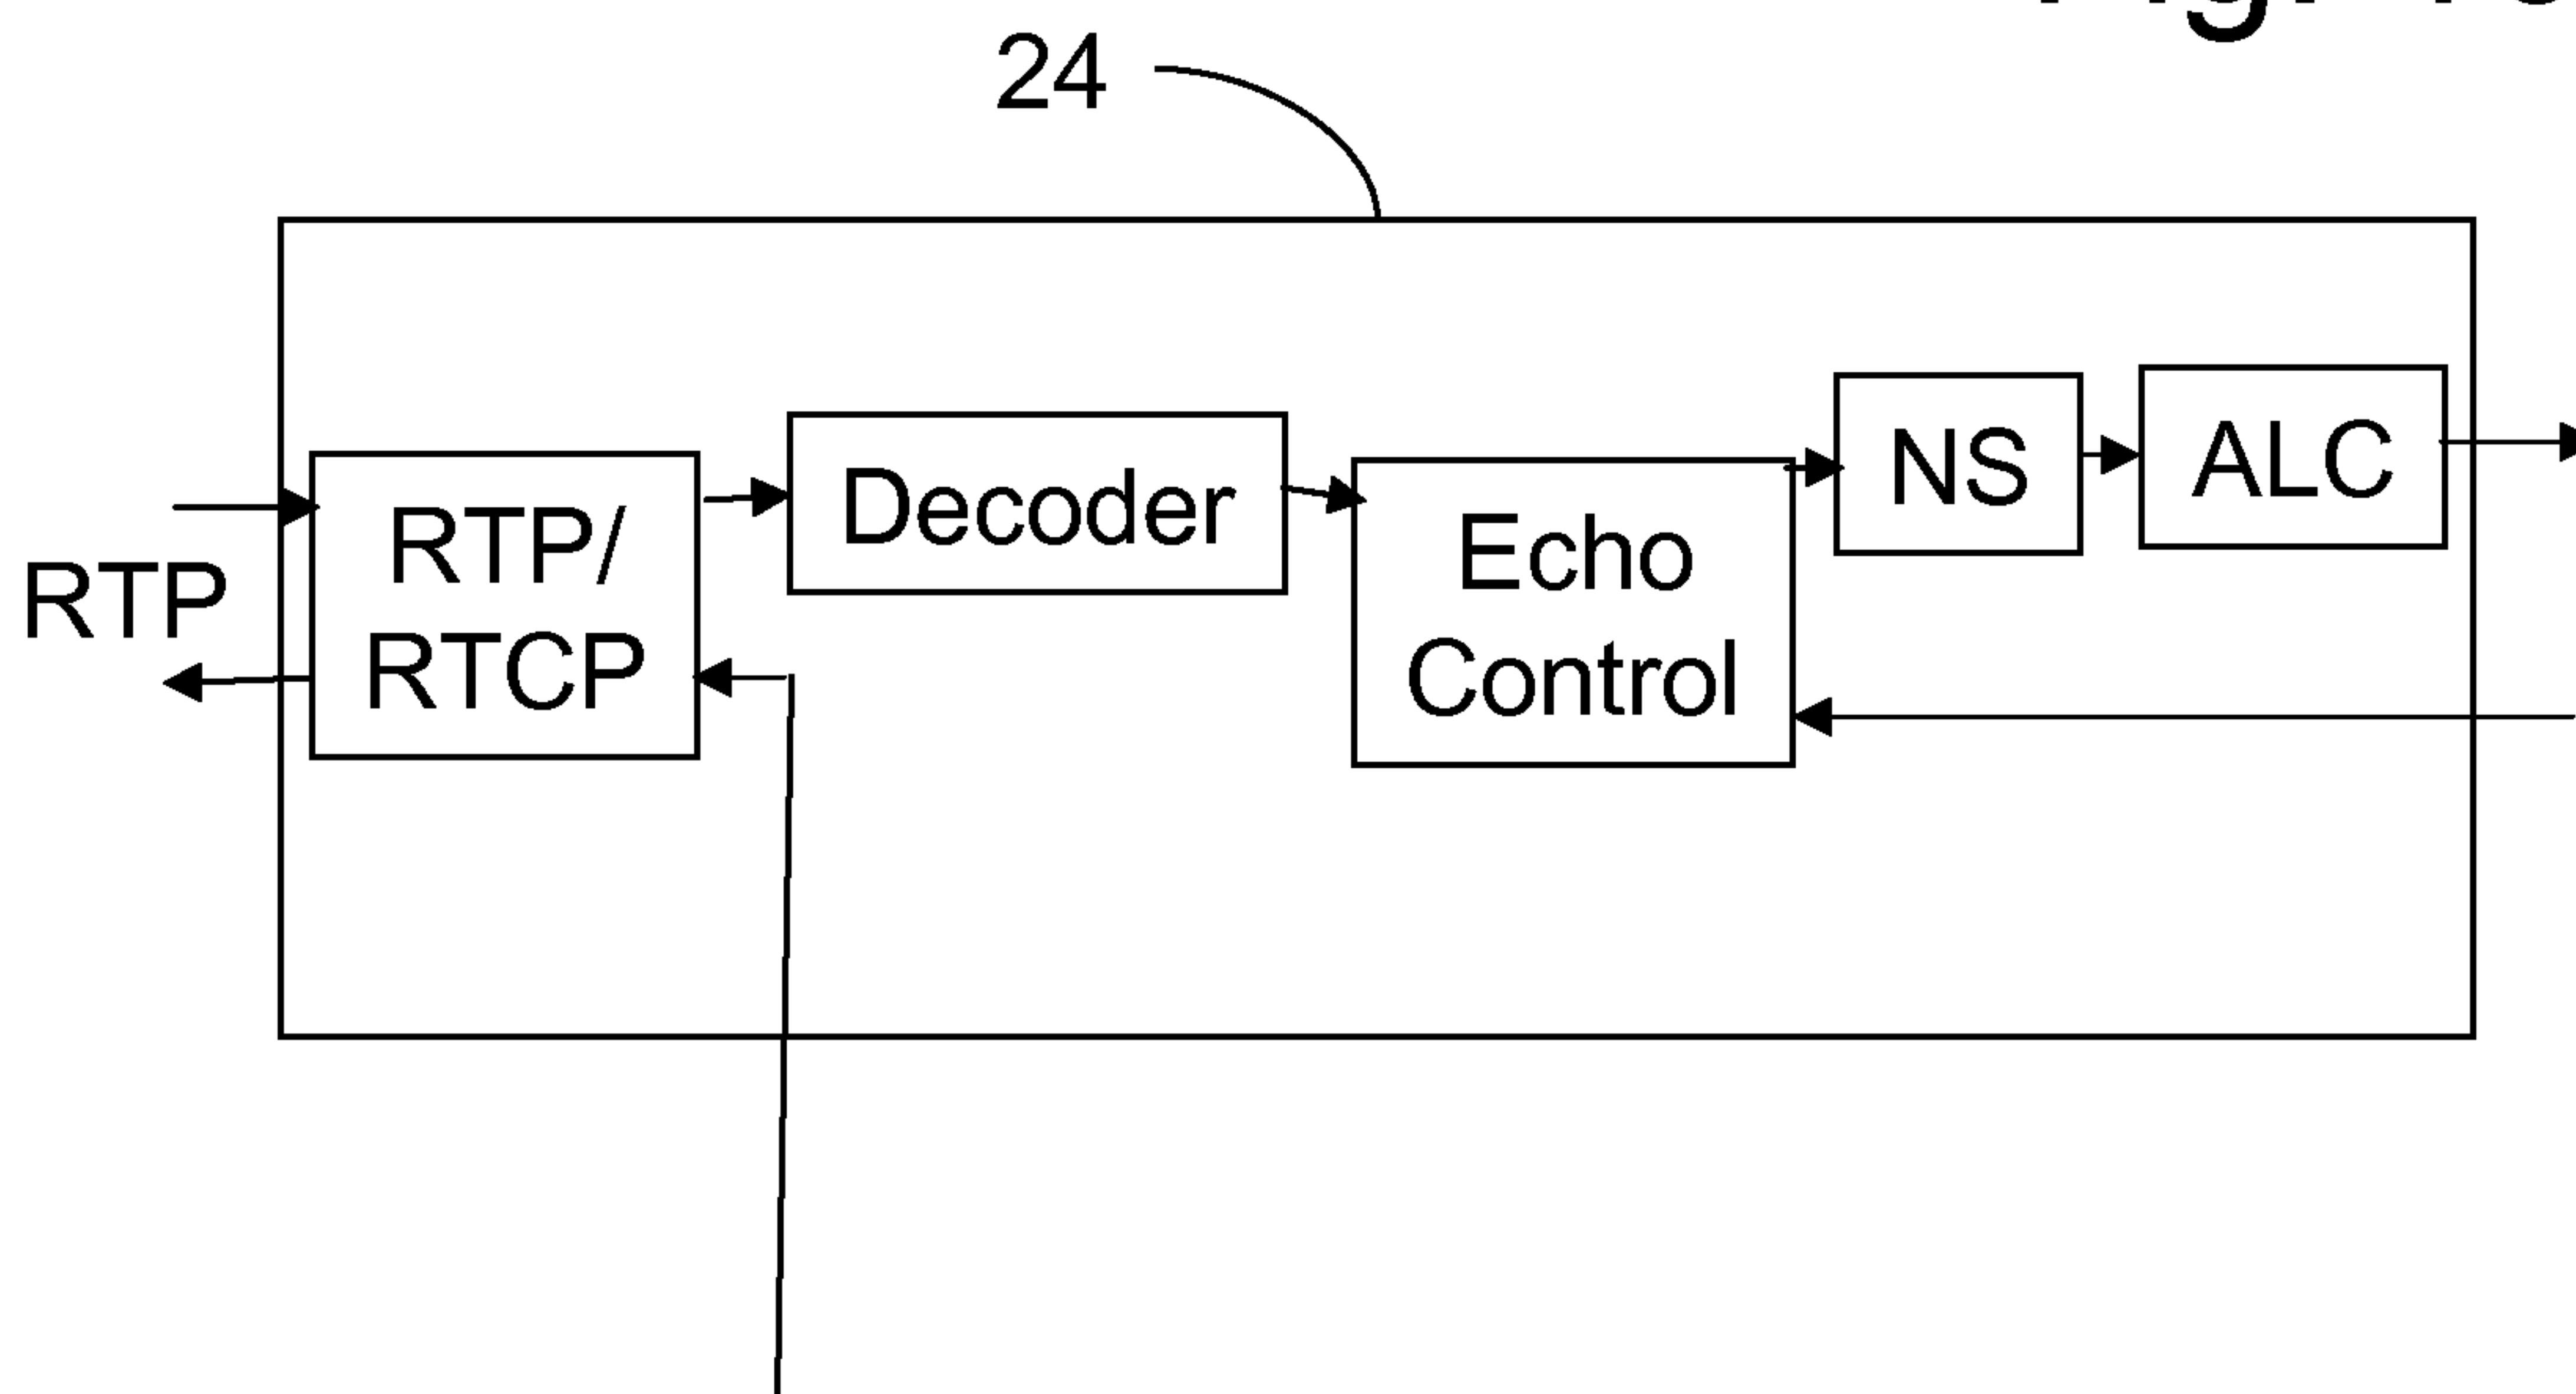 24
RTP
RTP/
RTCP
Decoder
Echo
Control
NS
ALC